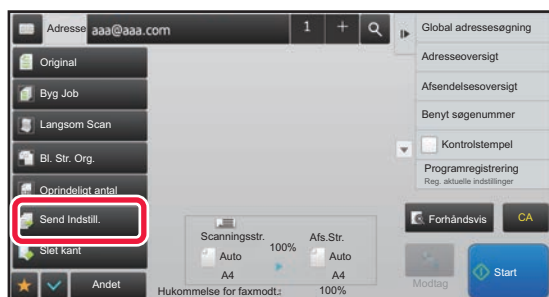 Adresse aaa@aaa.com 1 +
Original
Byg Job
Langsom Scan
Bl. Str. Org.
Oprindeligt antal
Send Indstill.
Slet kant
Andet
Scanningsstr. Afs.Str.
100%
Auto Auto
A4 A4
Hukommelse for faxmodt.: 100%
Global adressesøgning
Adresseoversigt
Afsendelsesoversigt
Benyt søgenummer
Kontrolstempel
Programregistrering
Reg. aktuelle indstillinger
Forhåndsvis CA
Modtag
Start